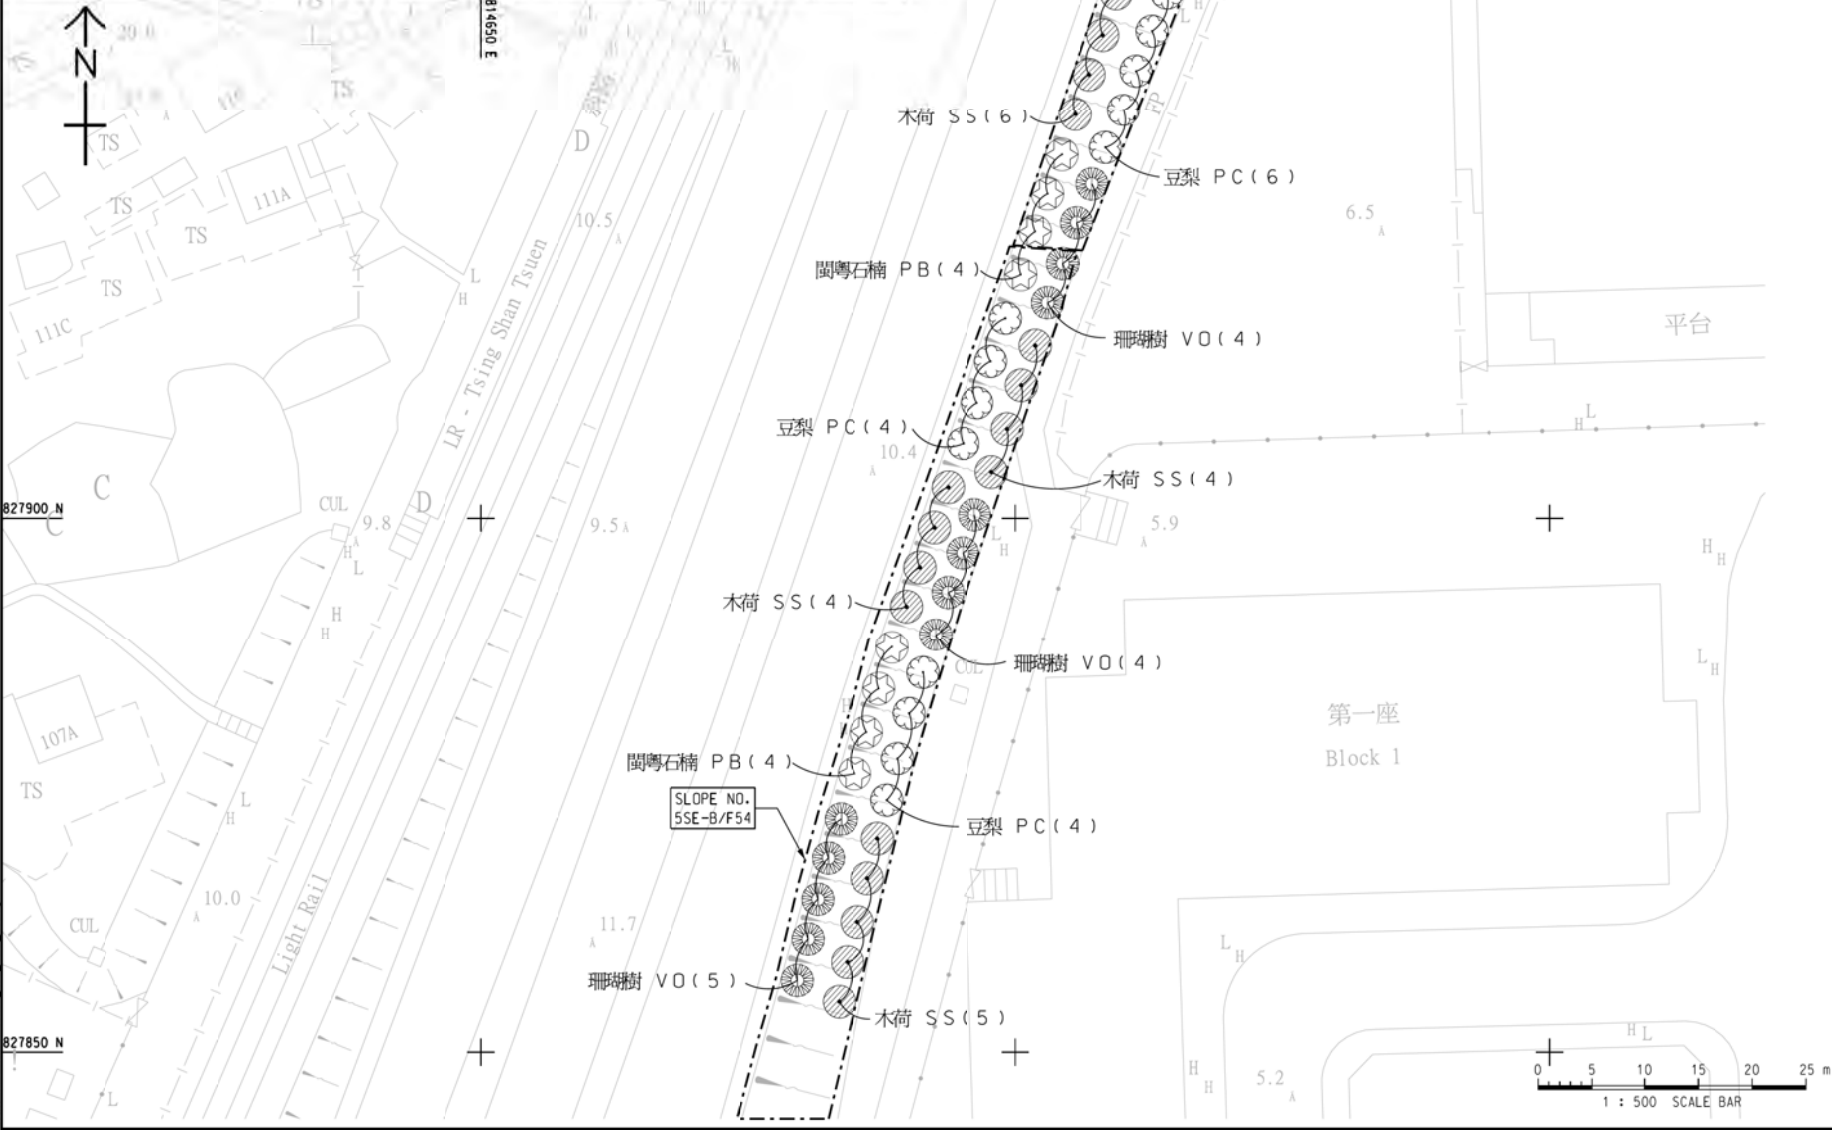 814650 E
20.0
TS
TS
N
TS
D
木荷 SS(6)
FP
豆梨 PC(6)
111A
TS
TS
10.5
6.5
TS
L
H
閩粵石楠 PB(4)
111C
珊瑚樹 VO(4)
平台
LR - Tsing Shan Tsuen
豆梨 PC(4)
L
H
10.4
木荷 SS(4)
C
D
827900 N
C
CUL
9.8
9.5
5.9
L
H
H
L
H
H
H
H
木荷 SS(4)
珊瑚樹 VO(4)
CUL
L
H
H
第一座
107A
Block 1
閩粵石楠 PB(4)
TS
L
H
SLOPE NO.
5SE-B/F54
豆梨 PC(4)
10.0
Light Rail
CUL
11.7
L
H
珊瑚樹 VO(5)
木荷 SS(5)
827850 N
H
L
H
H
5.2
L
0 5 10 15 20 25 m
1 : 500 SCALE BAR